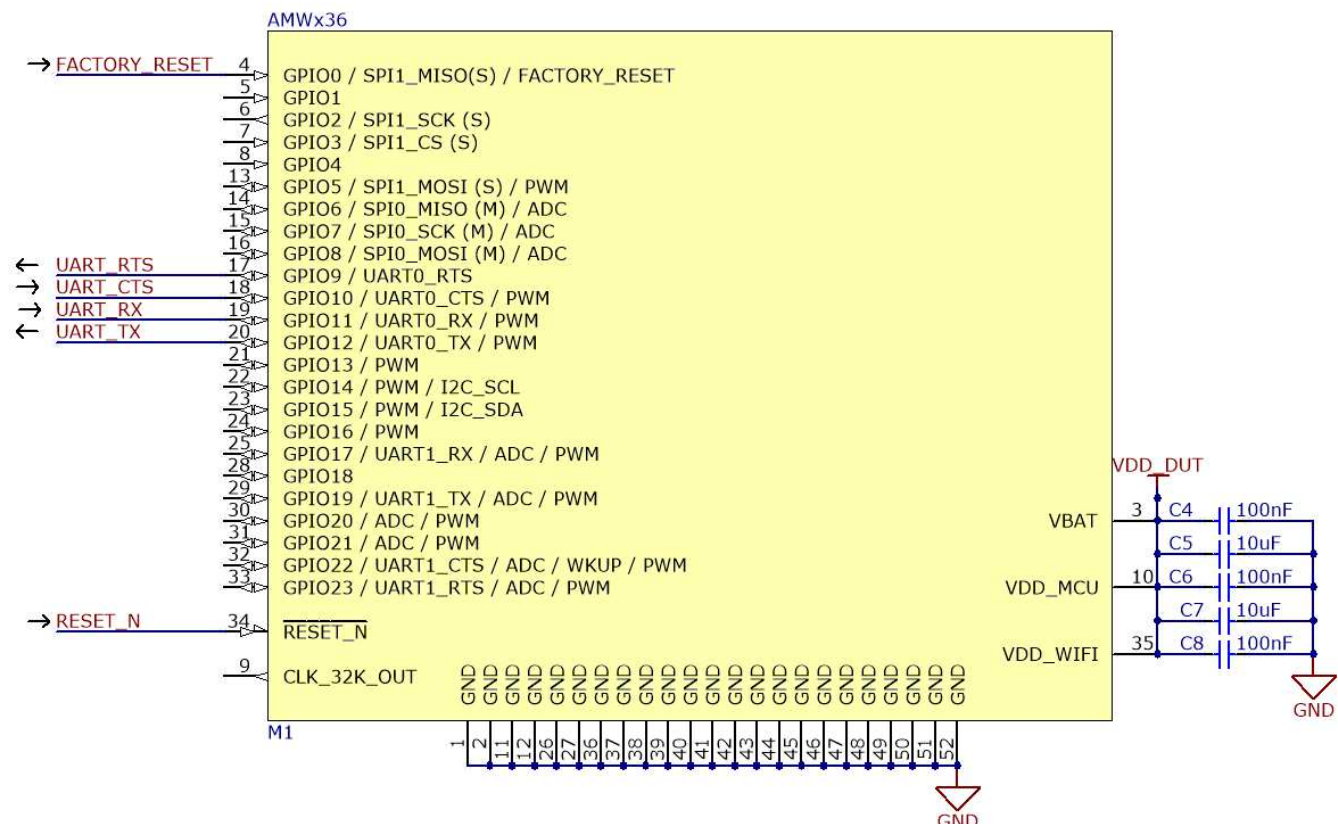 AMWx36
FACTORY_RESET 4 GPIO0 / SPI1_MISO(S) / FACTORY_RESET
5 GPIO1
6 GPIO2 / SPI1_SCK (S)
7 GPIO3 / SPI1_CS (S)
8 GPIO4
13 GPIO5 / SPI1_MOSI (S) / PWM
14 GPIO6 / SPI0_MISO (M) / ADC
15 GPIO7 / SPI0_SCK (M) / ADC
16 GPIO8 / SPI0_MOSI (M) / ADC
UART_RTS 17 GPIO9 / UART0_RTS
UART_CTS 18 GPIO10 / UART0_CTS / PWM
UART_RX 19 GPIO11 / UART0_RX / PWM
UART_TX 20 GPIO12 / UART0_TX / PWM
21 GPIO13 / PWM
22 GPIO14 / PWM / I2C_SCL
23 GPIO15 / PWM / I2C_SDA
24 GPIO16 / PWM
25 GPIO17 / UART1_RX / ADC / PWM
28 GPIO18
29 GPIO19 / UART1_TX / ADC / PWM
30 GPIO20 / ADC / PWM
31 GPIO21 / ADC / PWM
32 GPIO22 / UART1_CTS / ADC / WKUP / PWM
33 GPIO23 / UART1_RTS / ADC / PWM
RESET_N 34 RESET_N
9 CLK_32K_OUT
VDD_DUT
VBAT 3 C4 100nF
C5 10uF
VDD_MCU 10 C6 100nF
C7 10uF
VDD_WIFI 35 C8 100nF
GND
GND GND GND GND GND GND GND GND GND GND GND GND GND GND GND GND GND GND GND GND GND GND GND
M1
1 2 11 12 26 27 36 37 38 39 40 41 42 43 44 45 46 47 48 49 50 51 52
GND